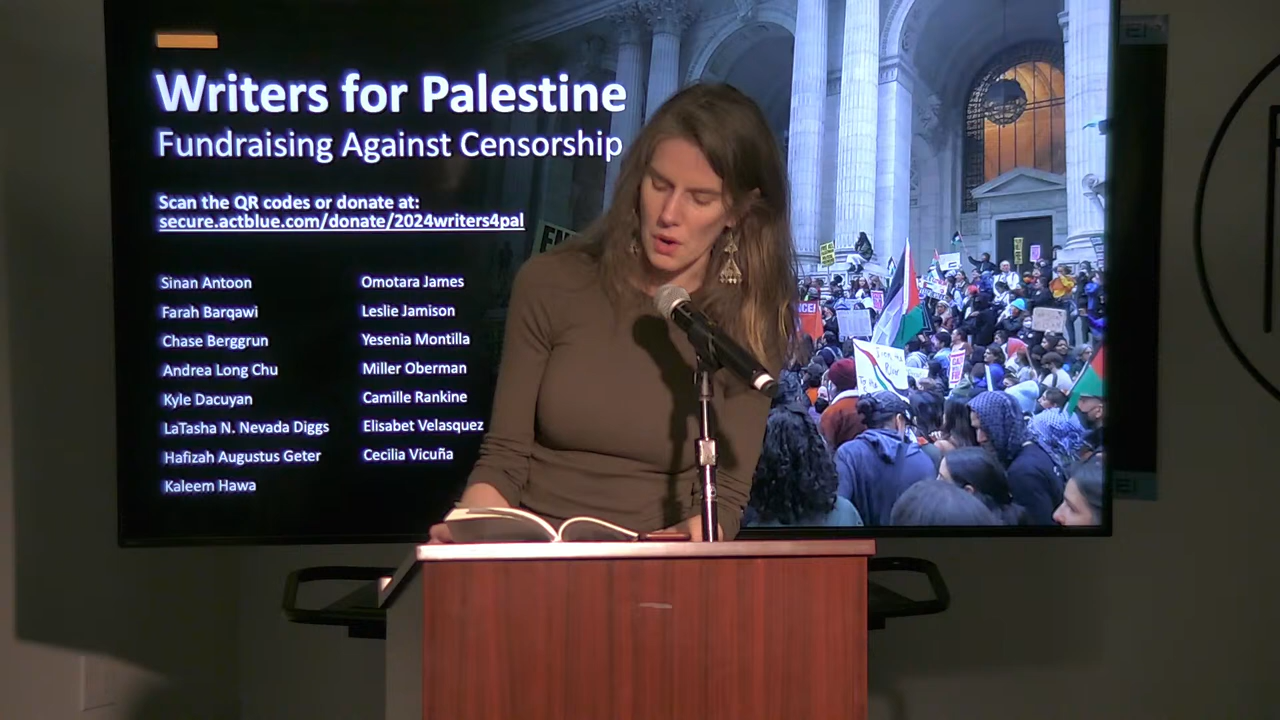 Writers for Palestine
Fundraising Against Censorship
Scan the QR codes or donate at:
secure.actblue.com/donate/2024writers4pal
Sinan Antoon
Farah Barqawi
Chase Berggrun
Andrea Long Chu
Kyle Dacuyan
LaTasha N. Nevada Diggs
Hafizah Augustus Geter
Kaleem Hawa
Omotara James
Leslie Jamison
Yesenia Montilla
Miller Oberman
Camille Rankine
Elisabet Velasquez
Cecilia Vicuña